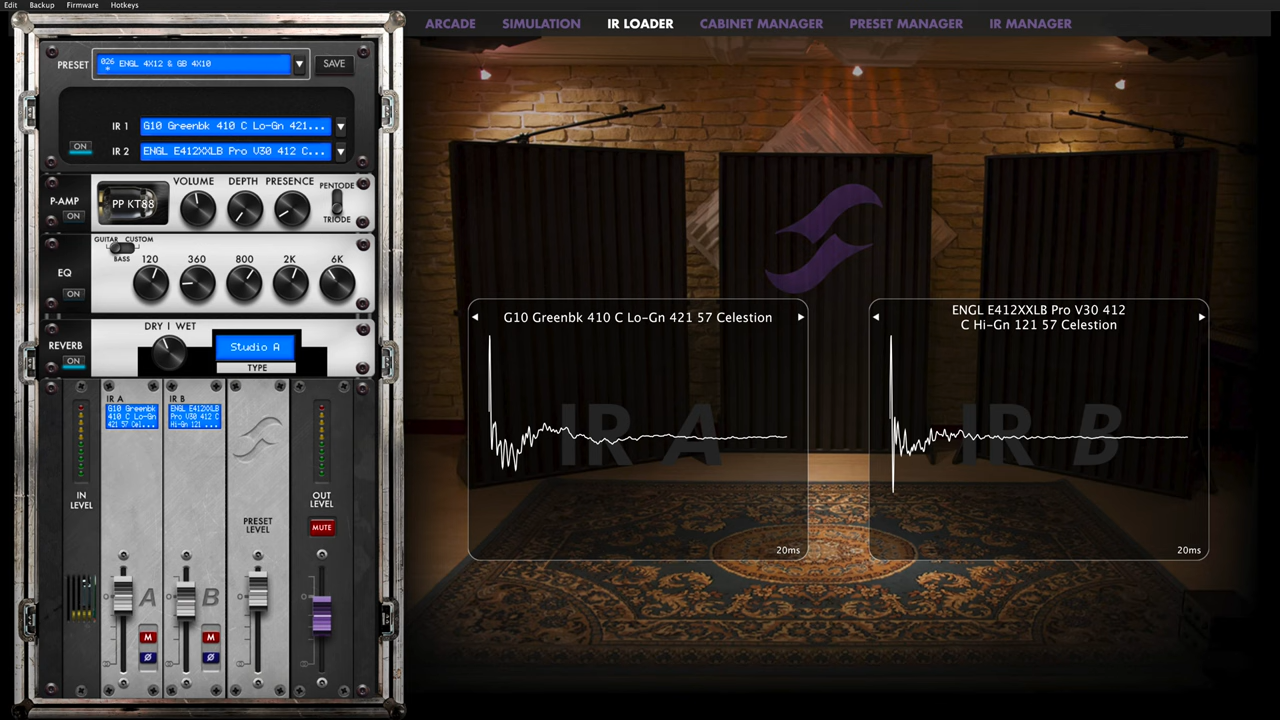 Edit Backup Firmware Hotkeys
ARCADE SIMULATION IR LOADER CABINET MANAGER PRESET MANAGER IR MANAGER
PRESET 026 * ENGL 4X12 & GB 4X10 SAVE
IR 1 G10 Greenbk 410 C Lo-Gn 421...
ON
IR 2 ENGL E412XXLB Pro V30 412 C...
P-AMP ON
PP KT88
VOLUME DEPTH PRESENCE
PENTODE
TRIODE
EQ ON
GUITAR CUSTOM
BASS
120 360 800 2K 6K
REVERB ON
DRY | WET
Studio A
TYPE
IR A
G10 Greenbk
410 C Lo-Gn
421 57 Cel...
IR B
ENGL E412XXLB
Pro V30 412 C
Hi-Gn 121 ...
IN
LEVEL
PRESET
LEVEL
OUT
LEVEL
MUTE
0 A 0 B 0
M M
Ø Ø
G10 Greenbk 410 C Lo-Gn 421 57 Celestion
IR A
20ms
ENGL E412XXLB Pro V30 412
C Hi-Gn 121 57 Celestion
IR B
20ms